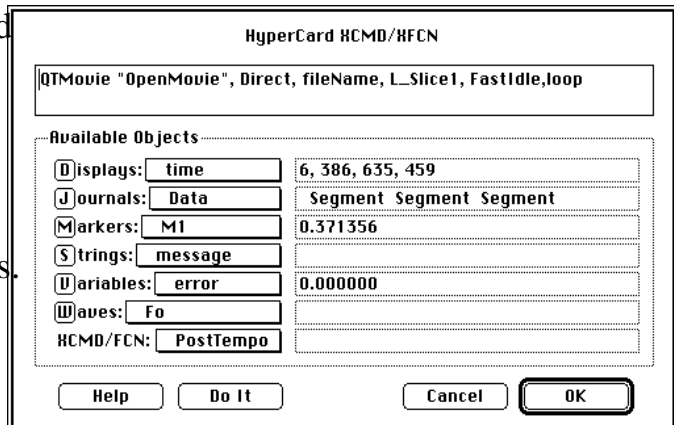 d
HyperCard XCMD/XFCN
QTMovie "OpenMovie", Direct, fileName, L_Slice1, FastIdle,loop
Available Objects
Displays: time 6, 386, 635, 459
Journals: Data Segment Segment Segment
Markers: M1 0.371356
Strings: message
s.
Variables: error 0.000000
Waves: Fo
XCMD/FCN: PostTempo
Help Do It Cancel OK